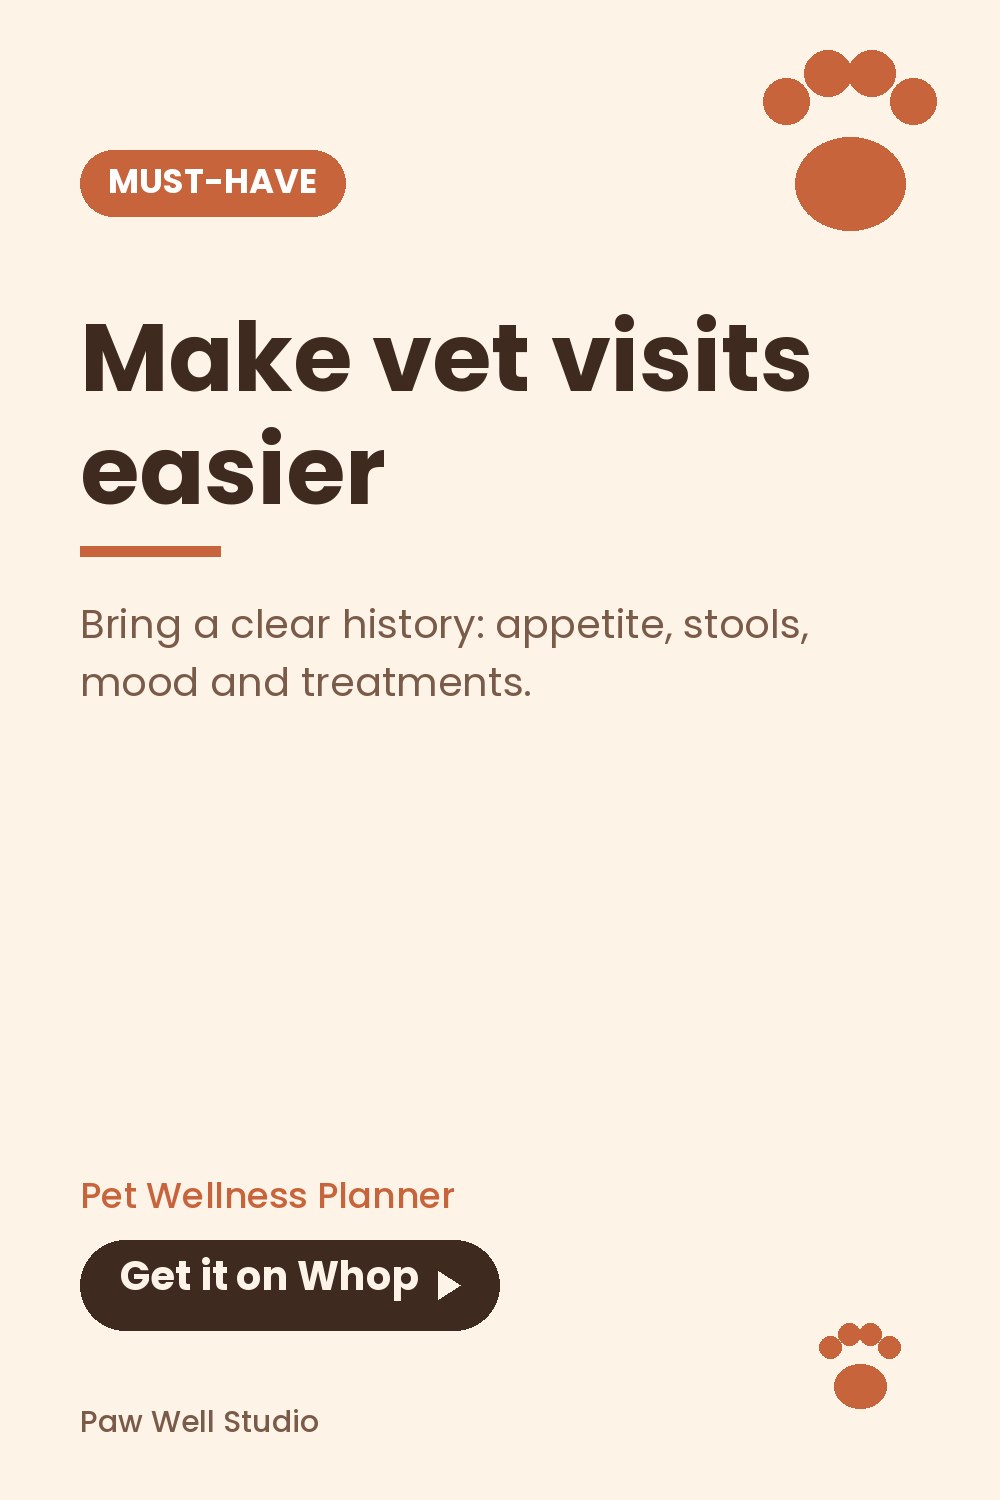 MUST-HAVE
Make vet visits
easier
Bring a clear history: appetite, stools,
mood and treatments.
Pet Wellness Planner
Get it on Whop
Paw Well Studio